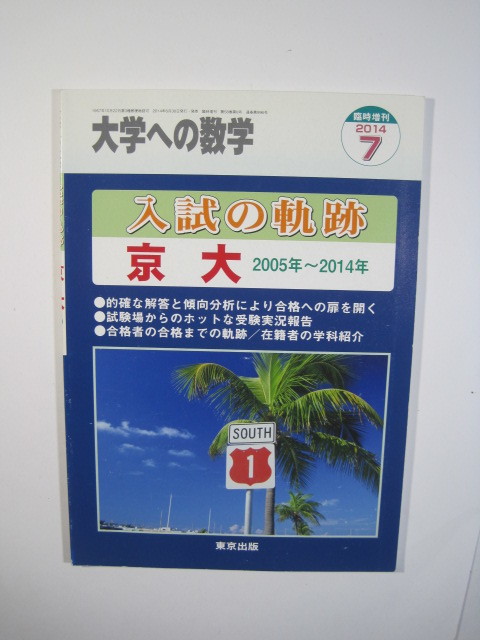 臨時増刊
2014
7
大学への数学
入試の軌跡
京大
2005年～2014年
●的確な解答と傾向分析により合格への扉を開く
●試験場からのホットな受験実況報告
●合格者の合格までの軌跡／在籍者の学科紹介
SOUTH
1
東京出版